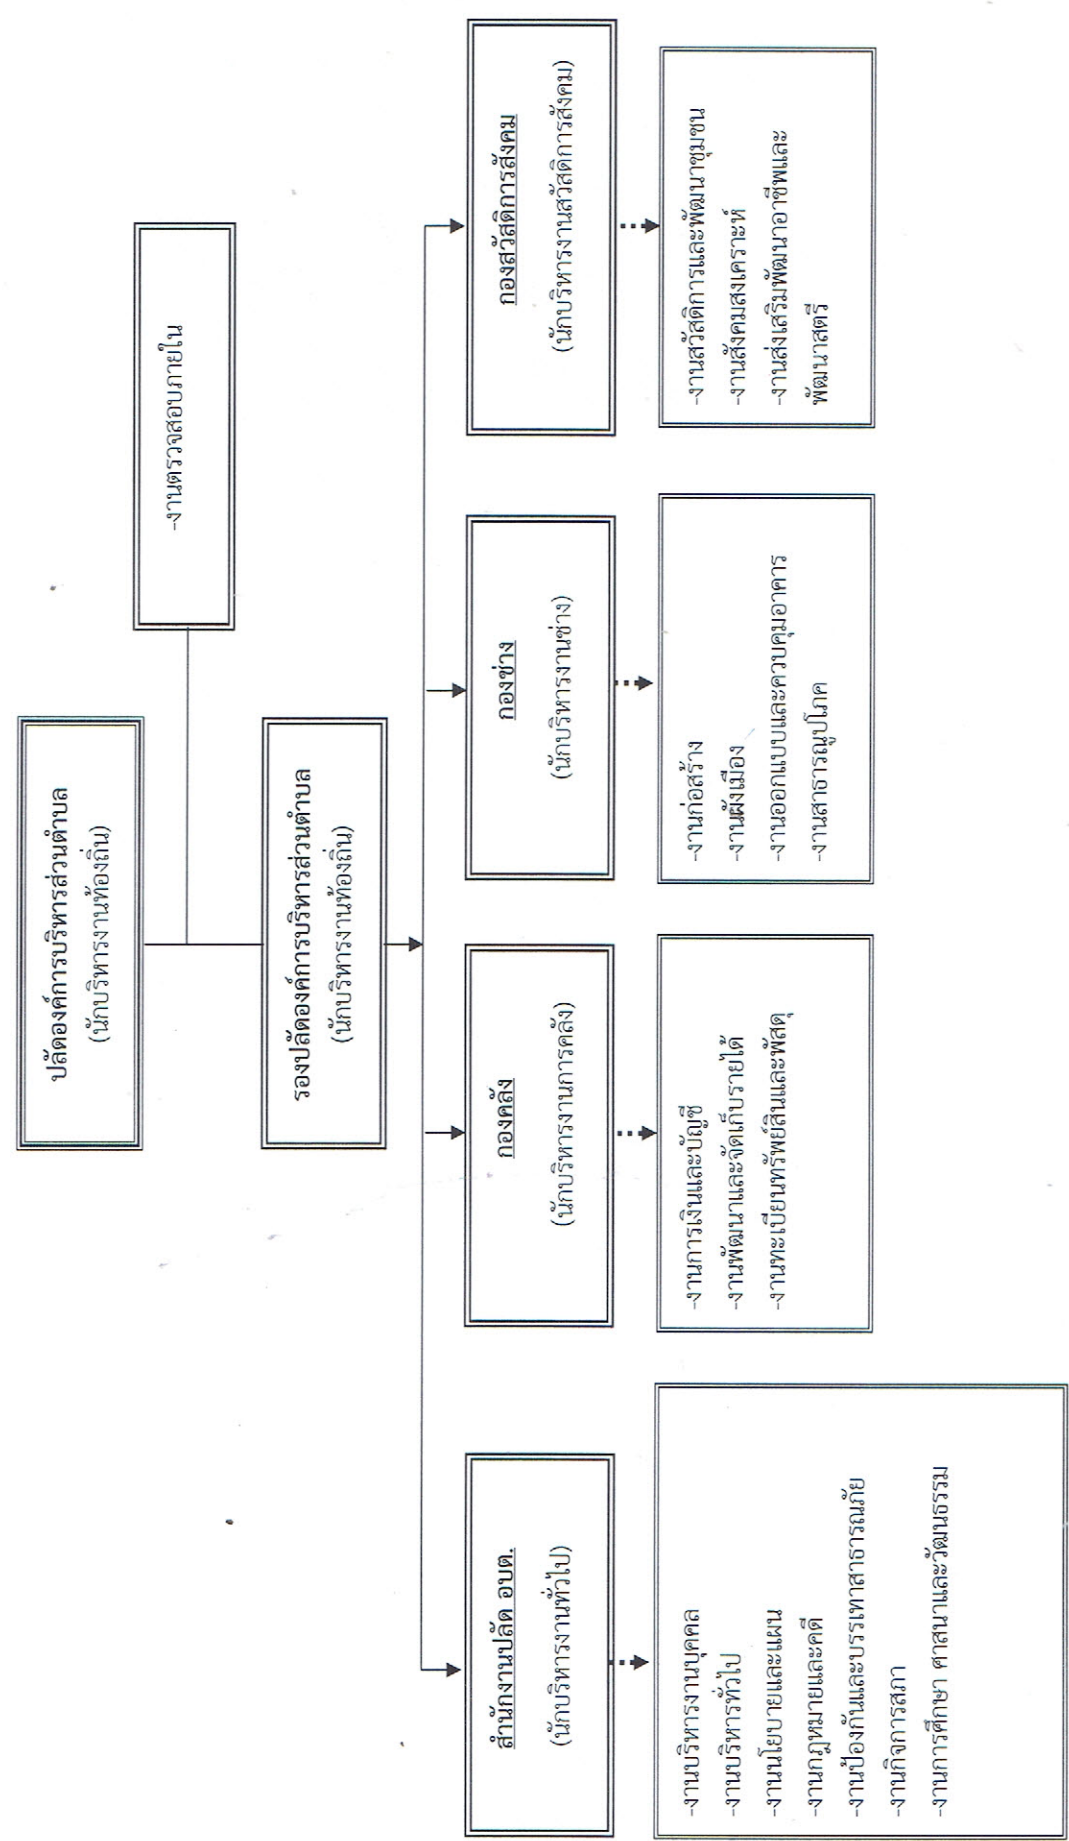 ปลัดองค์การบริหารส่วนตำบล
(นักบริหารงานท้องถิ่น)
-งานตรวจสอบภายใน
รองปลัดองค์การบริหารส่วนตำบล
(นักบริหารงานท้องถิ่น)
สำนักงานปลัด อบต.
(นักบริหารงานทั่วไป)
กองคลัง
(นักบริหารงานการคลัง)
กองช่าง
(นักบริหารงานช่าง)
กองสวัสดิการสังคม
(นักบริหารงานสวัสดิการสังคม)
-งานบริหารงานบุคคล
-งานบริหารทั่วไป
-งานนโยบายและแผน
-งานกฎหมายและคดี
-งานป้องกันและบรรเทาสาธารณภัย
-งานกิจการสภา
-งานการศึกษา ศาสนาและวัฒนธรรม
-งานการเงินและบัญชี
-งานพัฒนาและจัดเก็บรายได้
-งานทะเบียนทรัพย์สินและพัสดุ
-งานก่อสร้าง
-งานผังเมือง
-งานออกแบบและควบคุมอาคาร
-งานสาธารณูปโภค
-งานสวัสดิการและพัฒนาชุมชน
-งานสังคมสงเคราะห์
-งานส่งเสริมพัฒนาอาชีพและ
พัฒนาสตรี